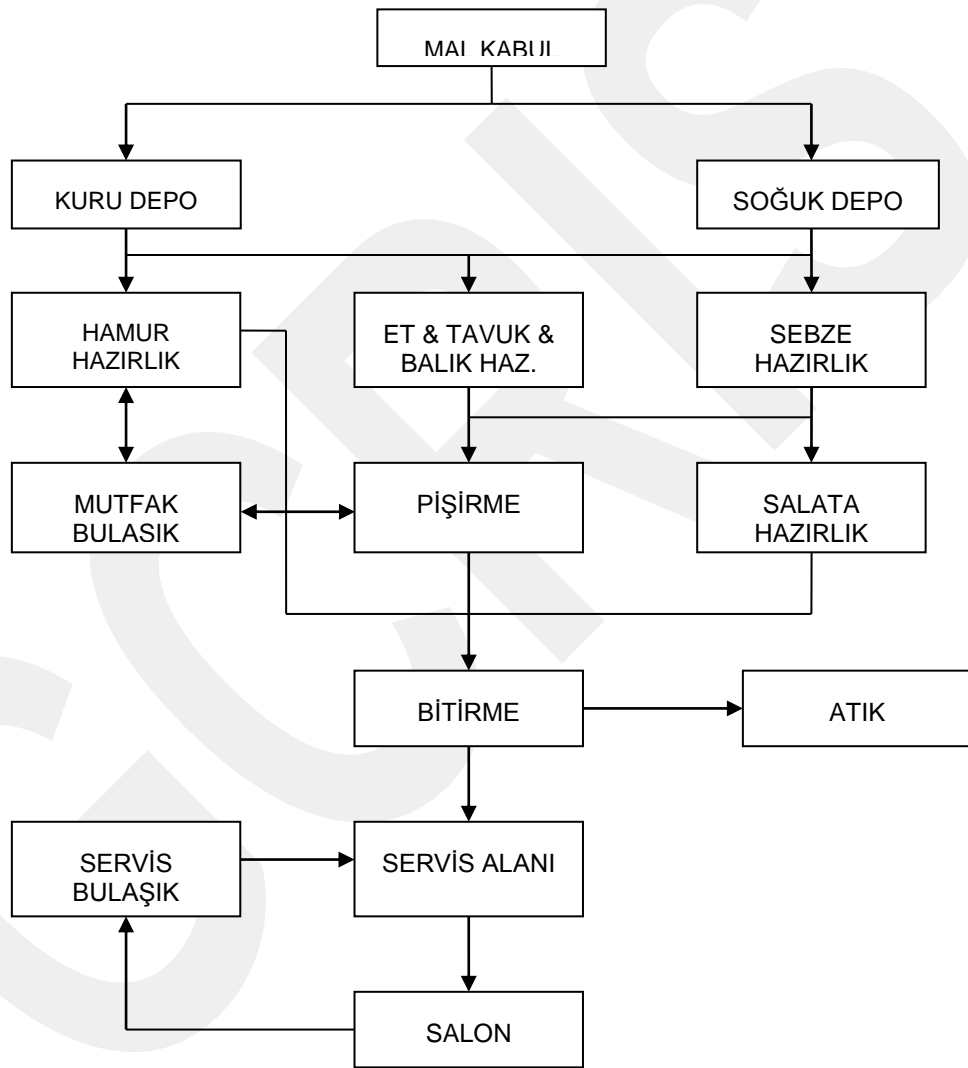 MAL KABUL
KURU DEPO
SOĞUK DEPO
HAMUR
HAZIRLIK
ET & TAVUK &
BALIK HAZ.
SEBZE
HAZIRLIK
MUTFAK
BULASIK
PİŞİRME
SALATA
HAZIRLIK
BİTİRME
ATIK
SERVİS
BULAŞIK
SERVİS ALANI
SALON